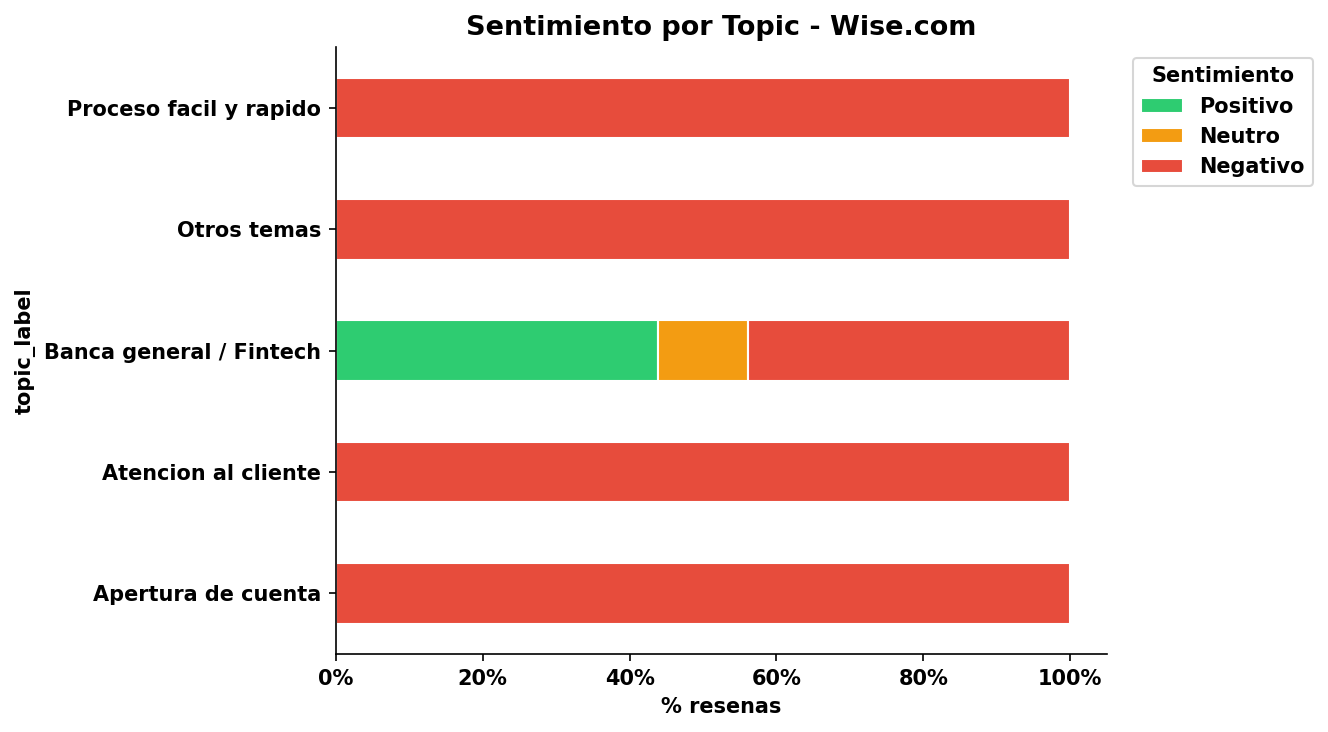 Sentimiento por Topic - Wise.com
Sentimiento
Positivo
Neutro
Negativo
topic_label
Proceso facil y rapido
Otros temas
Banca general / Fintech
Atencion al cliente
Apertura de cuenta
0% 20% 40% 60% 80% 100%
% resenas